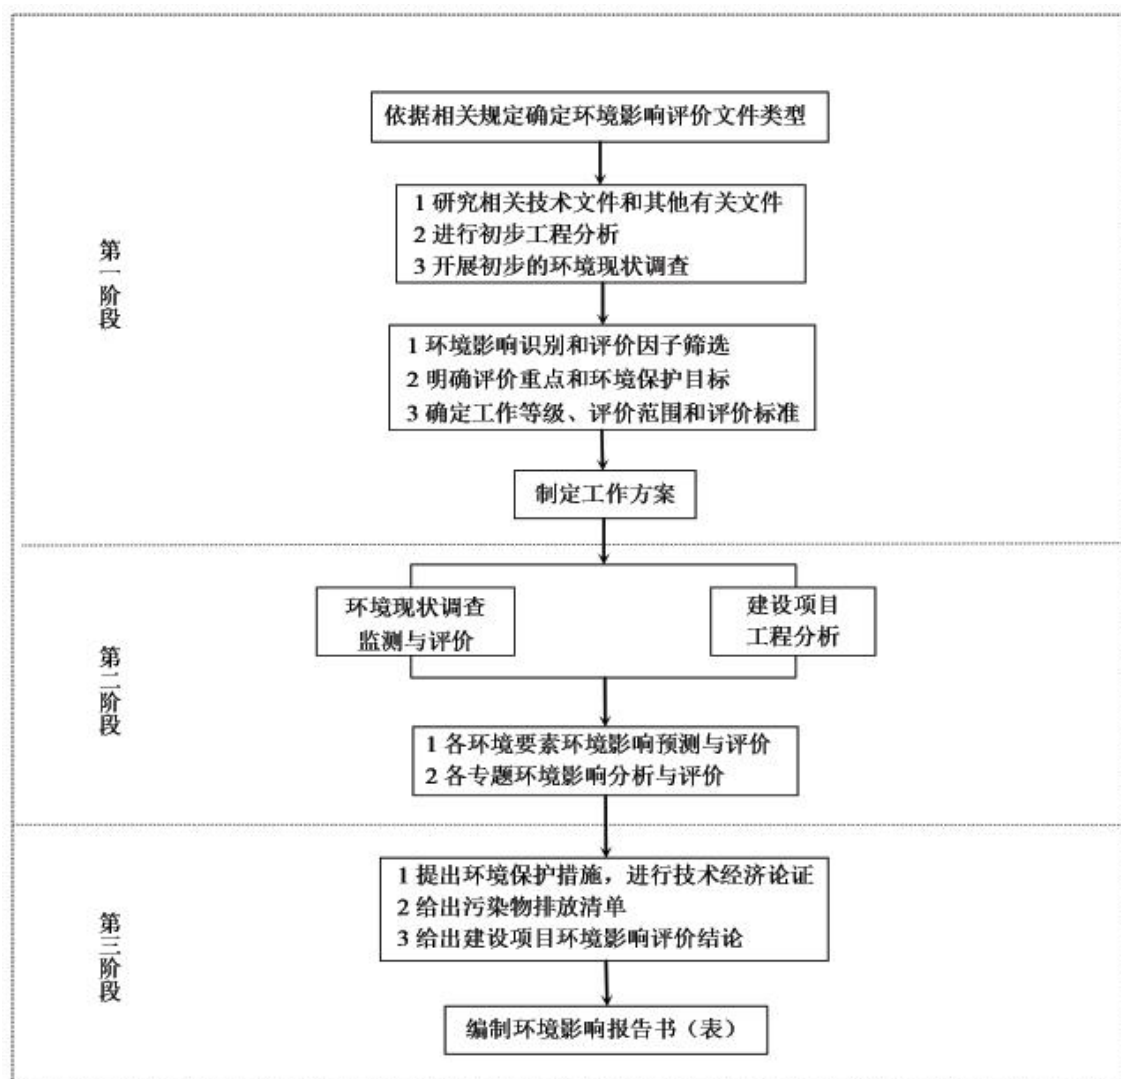 依据相关规定确定环境影响评价文件类型
1 研究相关技术文件和其他有关文件
2 进行初步工程分析
3 开展初步的环境现状调查
第一阶段
1 环境影响识别和评价因子筛选
2 明确评价重点和环境保护目标
3 确定工作等级、评价范围和评价标准
制定工作方案
环境现状调查
监测与评价
建设项目
工程分析
第二阶段
1 各环境要素环境影响预测与评价
2 各专题环境影响分析与评价
1 提出环境保护措施，进行技术经济论证
2 给出污染物排放清单
3 给出建设项目环境影响评价结论
第三阶段
编制环境影响报告书（表）